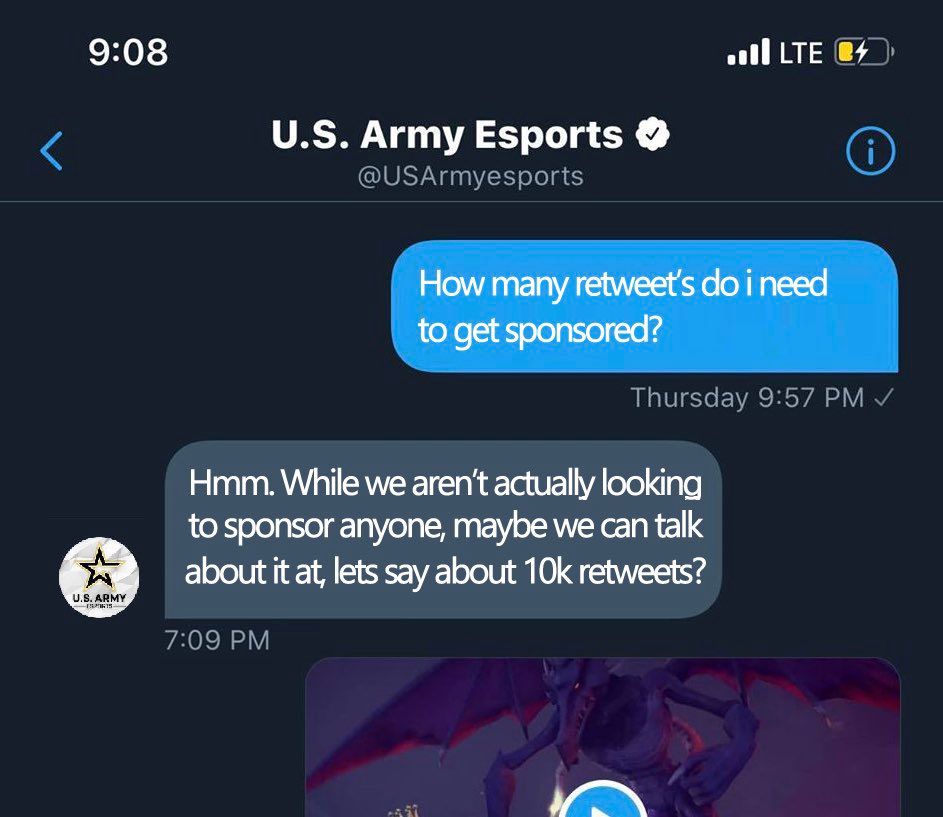 9:08
LTE
U.S. Army Esports
@USArmyesports
How many retweet's do i need
to get sponsored?
Thursday 9:57 PM ✓
Hmm. While we aren't actually looking
to sponsor anyone, maybe we can talk
about it at, lets say about 10k retweets?
U.S. ARMY
ESPORTS
7:09 PM